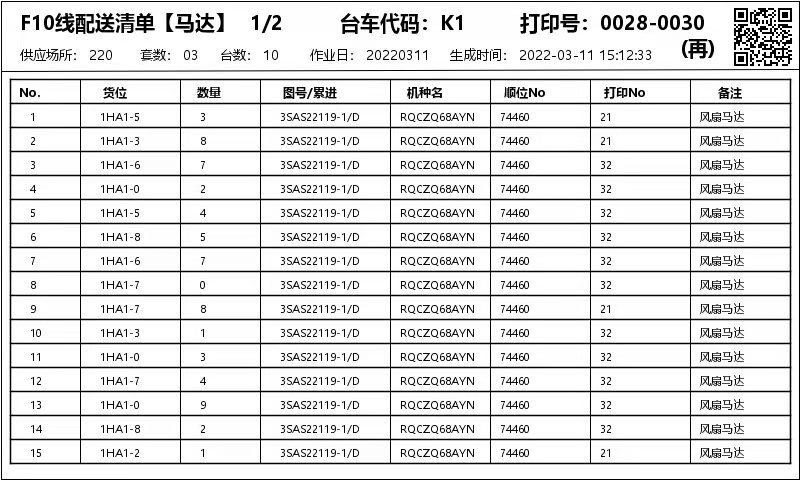 F10线配送清单【马达】 1/2 台车代码：K1 打印号：0028-0030
供应场所： 220 套数： 03 台数： 10 作业日： 20220311 生成时间： 2022-03-11 15:12:33 (再)
No. 货位 数量 图号/累进 机种名 顺位No 打印No 备注
1 1HA1-5 3 3SAS22119-1/D RQCZQ68AYN 74460 21 风扇马达
2 1HA1-3 8 3SAS22119-1/D RQCZQ68AYN 74460 21 风扇马达
3 1HA1-6 7 3SAS22119-1/D RQCZQ68AYN 74460 32 风扇马达
4 1HA1-0 2 3SAS22119-1/D RQCZQ68AYN 74460 32 风扇马达
5 1HA1-5 4 3SAS22119-1/D RQCZQ68AYN 74460 32 风扇马达
6 1HA1-8 5 3SAS22119-1/D RQCZQ68AYN 74460 32 风扇马达
7 1HA1-6 7 3SAS22119-1/D RQCZQ68AYN 74460 32 风扇马达
8 1HA1-7 0 3SAS22119-1/D RQCZQ68AYN 74460 32 风扇马达
9 1HA1-7 8 3SAS22119-1/D RQCZQ68AYN 74460 21 风扇马达
10 1HA1-3 1 3SAS22119-1/D RQCZQ68AYN 74460 32 风扇马达
11 1HA1-0 3 3SAS22119-1/D RQCZQ68AYN 74460 32 风扇马达
12 1HA1-7 4 3SAS22119-1/D RQCZQ68AYN 74460 32 风扇马达
13 1HA1-0 9 3SAS22119-1/D RQCZQ68AYN 74460 32 风扇马达
14 1HA1-8 2 3SAS22119-1/D RQCZQ68AYN 74460 32 风扇马达
15 1HA1-2 1 3SAS22119-1/D RQCZQ68AYN 74460 21 风扇马达